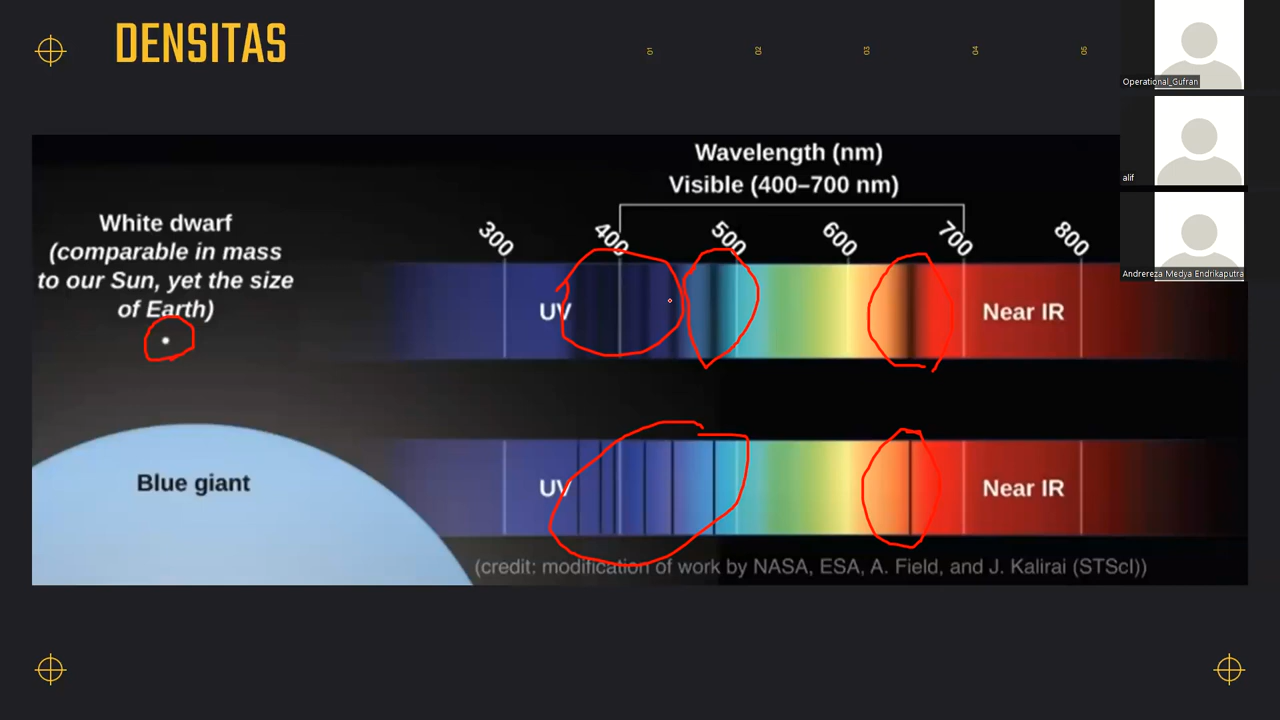 DENSITAS
01
02
03
04
05
Operational_Gufran
alif
Andrereza Medya Endrikaputra
Wavelength (nm)
Visible (400–700 nm)
White dwarf
(comparable in mass
to our Sun, yet the size
of Earth)
300
400
500
600
700
800
UV
Near IR
Blue giant
UV
Near IR
(credit: modification of work by NASA, ESA, A. Field, and J. Kalirai (STScI))